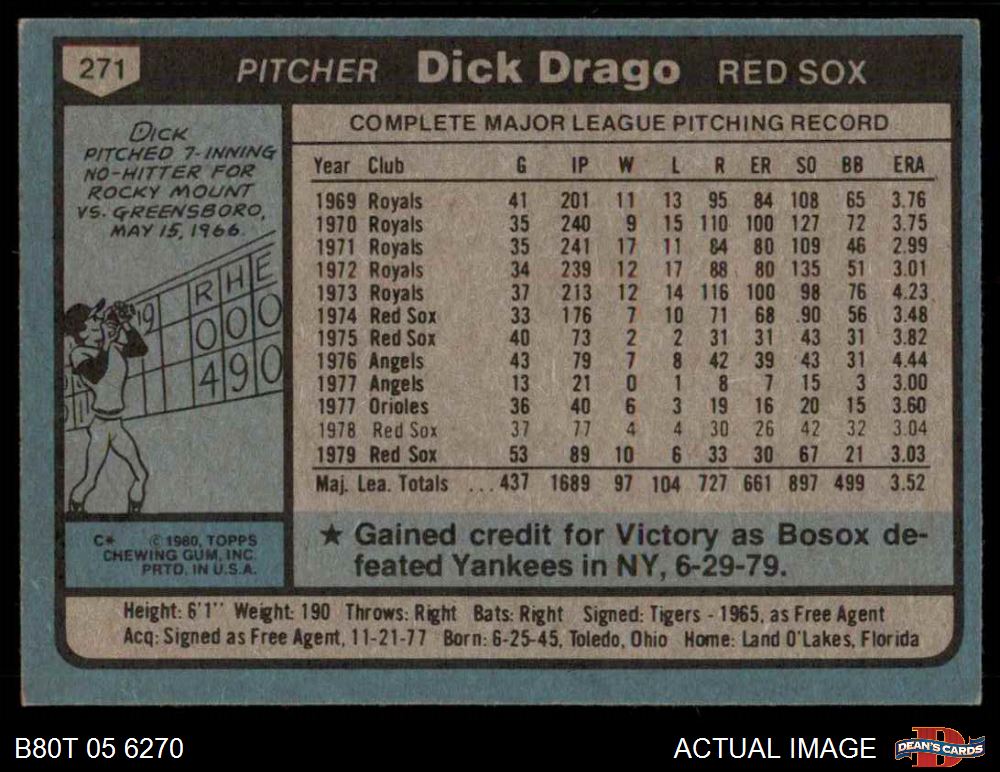 271 PITCHER Dick Drago RED SOX
DICK
PITCHED 7-INNING
NO-HITTER FOR
ROCKY MOUNT
VS. GREENSBORO,
MAY 15, 1966.
9 R H E
0 0 0
4 9 0
COMPLETE MAJOR LEAGUE PITCHING RECORD
Year Club G IP W L R ER SO BB ERA
1969 Royals 41 201 11 13 95 84 108 65 3.76
1970 Royals 35 240 9 15 110 100 127 72 3.75
1971 Royals 35 241 17 11 84 80 109 46 2.99
1972 Royals 34 239 12 17 88 80 135 51 3.01
1973 Royals 37 213 12 14 116 100 98 76 4.23
1974 Red Sox 33 176 7 10 71 68 90 56 3.48
1975 Red Sox 40 73 2 2 31 31 43 31 3.82
1976 Angels 43 79 7 8 42 39 43 31 4.44
1977 Angels 13 21 0 1 8 7 15 3 3.00
1977 Orioles 36 40 6 3 19 16 20 15 3.60
1978 Red Sox 37 77 4 4 30 26 42 32 3.04
1979 Red Sox 53 89 10 6 33 30 67 21 3.03
Maj. Lea. Totals ...437 1689 97 104 727 661 897 499 3.52
C* © 1980, TOPPS
CHEWING GUM, INC.
PRTD. IN U.S.A.
★ Gained credit for Victory as Bosox de-
feated Yankees in NY, 6-29-79.
Height: 6'1" Weight: 190 Throws: Right Bats: Right Signed: Tigers - 1965, as Free Agent
Acq: Signed as Free Agent, 11-21-77 Born: 6-25-45, Toledo, Ohio Home: Land O'Lakes, Florida
B80T 05 6270 ACTUAL IMAGE DEAN'S CARDS